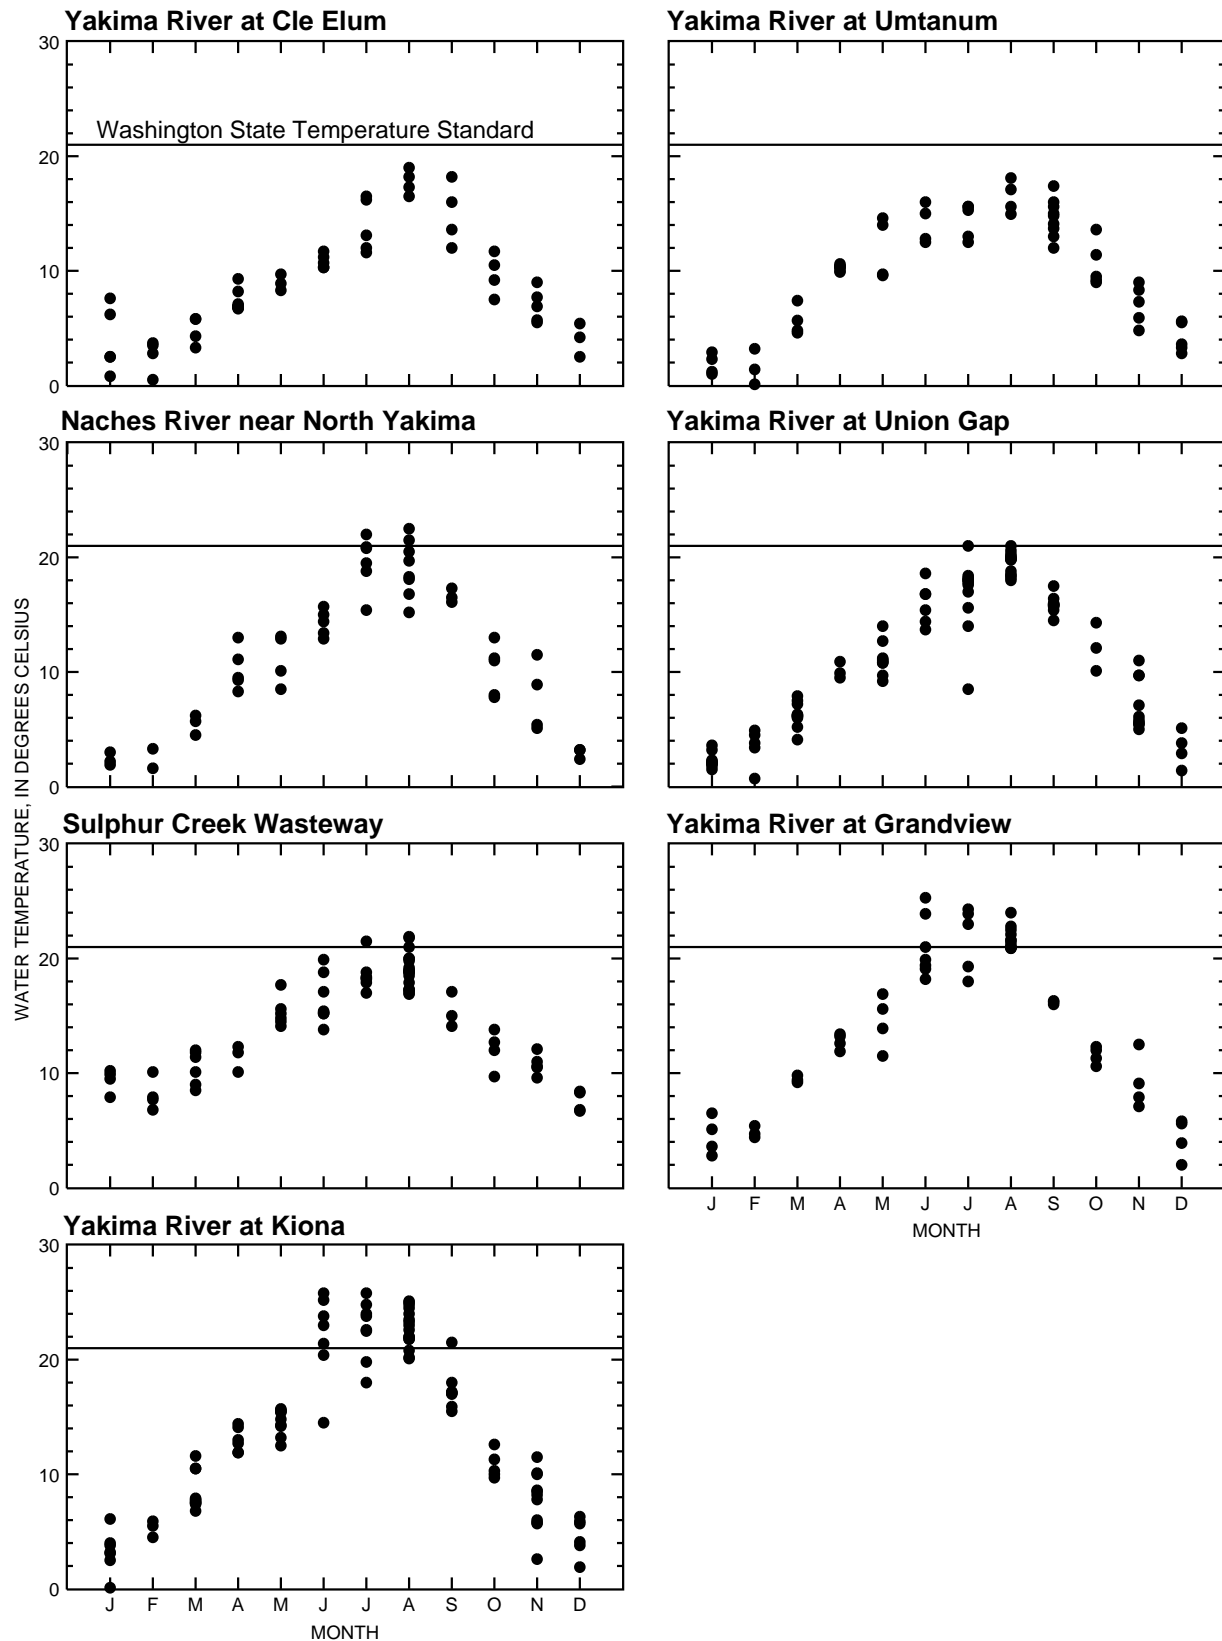 Yakima River at Cle Elum
Yakima River at Umtanum
30
Washington State Temperature Standard
20
10
0
Naches River near North Yakima
Yakima River at Union Gap
30
20
10
0
WATER TEMPERATURE, IN DEGREES CELSIUS
Sulphur Creek Wasteway
Yakima River at Grandview
30
20
10
0
J F M A M J J A S O N D
MONTH
Yakima River at Kiona
30
20
10
0
J F M A M J J A S O N D
MONTH